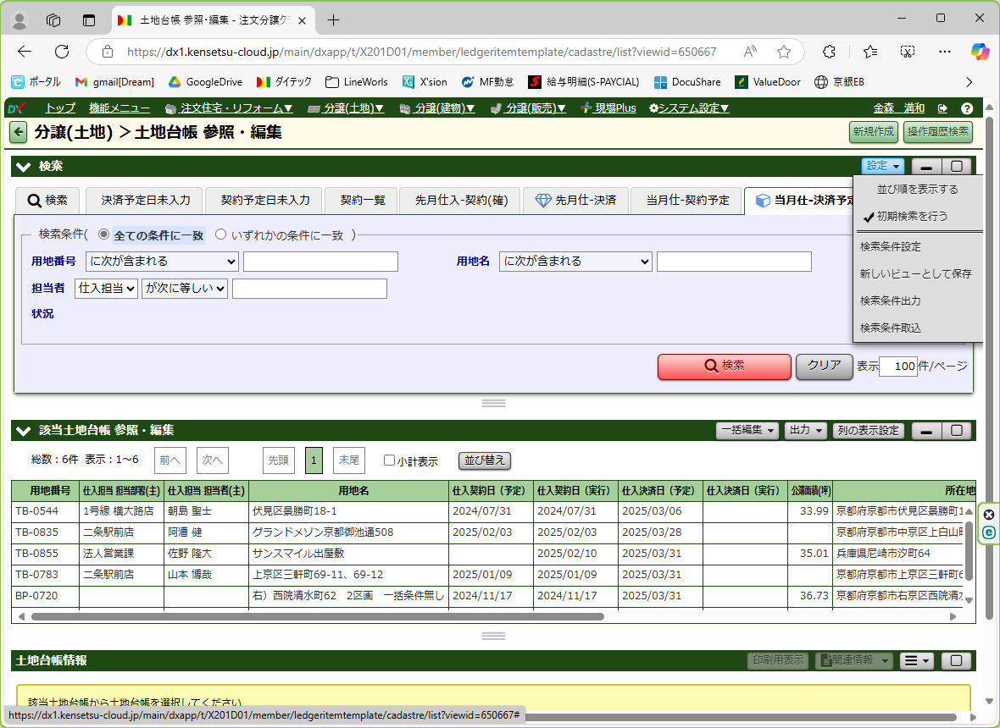 土地台帳 参照・編集 - 注文分譲ク
https://dx1.kensetsu-cloud.jp/main/dxapp/t/X201D01/member/ledgeritemtemplate/cadastre/list?viewid=650667
ポータル gmail[Dream] GoogleDrive ダイテック LineWorls X'sion MF勤怠 給与明細(S-PAYCIAL) DocuShare ValueDoor 京銀EB
DX トップ 機能メニュー 注文住宅・リフォーム▼ 分譲(土地)▼ 分譲(建物)▼ 分譲(販売)▼ 現場Plus システム設定▼ 金森 満和
分譲(土地) ＞土地台帳 参照・編集 新規作成 操作履歴検索
検索 設定
検索 決済予定日未入力 契約予定日未入力 契約一覧 先月仕入-契約(確) 先月仕-決済 当月仕-契約予定 当月仕-決済予定
並び順を表示する
初期検索を行う
検索条件設定
新しいビューとして保存
検索条件出力
検索条件取込
検索条件( 全ての条件に一致 いずれかの条件に一致 )
用地番号 に次が含まれる 用地名 に次が含まれる
担当者 仕入担当 が次に等しい
状況
検索 クリア 表示 100 件/ページ
該当土地台帳 参照・編集 一括編集 出力 列の表示設定
総数：6件 表示：1～6 前へ 次へ 先頭 1 末尾 小計表示 並び替え
用地番号 仕入担当 担当部署(主) 仕入担当 担当者(主) 用地名 仕入契約日（予定） 仕入契約日（実行） 仕入決済日（予定） 仕入決済日（実行） 公簿面積(坪) 所在地
TB-0544 1号線 横大路店 朝島 聖士 伏見区景勝町18-1 2024/07/31 2024/07/31 2025/03/06 33.99 京都府京都市伏見区景勝町1
TB-0835 二条駅前店 阿漕 健 グランドメゾン京都御池通508 2025/02/03 2025/02/03 2025/03/28 京都府京都市中京区上白山町
TB-0855 法人営業課 佐野 隆大 サンスマイル出屋敷 2025/02/10 2025/03/31 35.01 兵庫県尼崎市汐町64
TB-0783 二条駅前店 山本 博哉 上京区三軒町69-11、69-12 2025/01/09 2025/01/09 2025/03/31 京都府京都市上京区三軒町6
BP-0720 右）西院清水町62 2区画 一括条件無し 2024/11/17 2024/11/17 2025/03/31 36.73 京都府京都市右京区西院清水
土地台帳情報 印刷用表示 関連情報
該当土地台帳から土地台帳を選択してください
https://dx1.kensetsu-cloud.jp/main/dxapp/t/X201D01/member/ledgeritemtemplate/cadastre/list?viewid=650667#